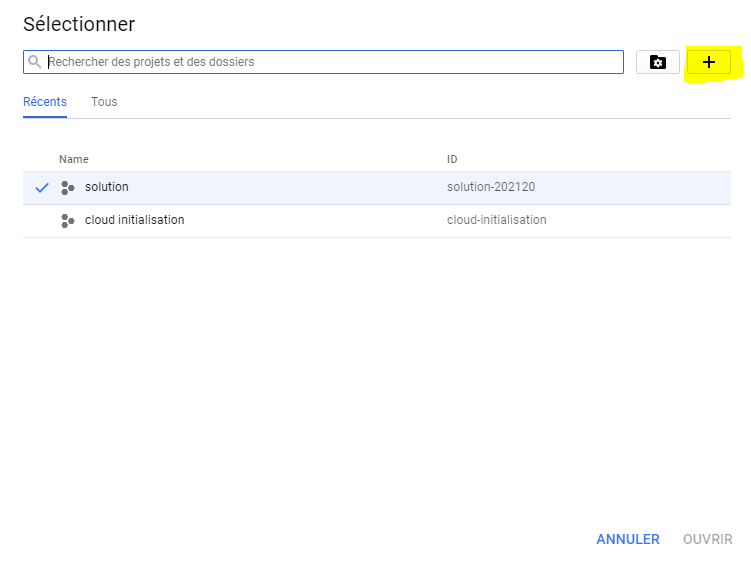 Sélectionner
Rechercher des projets et des dossiers
Récents Tous
Name ID
solution solution-202120
cloud initialisation cloud-initialisation
ANNULER OUVRIR